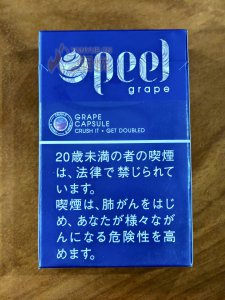 peel
grape
GRAPE
CAPSULE
CRUSH IT • GET DOUBLED
20歳未満の者の喫煙
は、法律で禁じられて
います。
喫煙は、肺がんをはじ
め、あなたが様々なが
んになる危険性を高
めます。